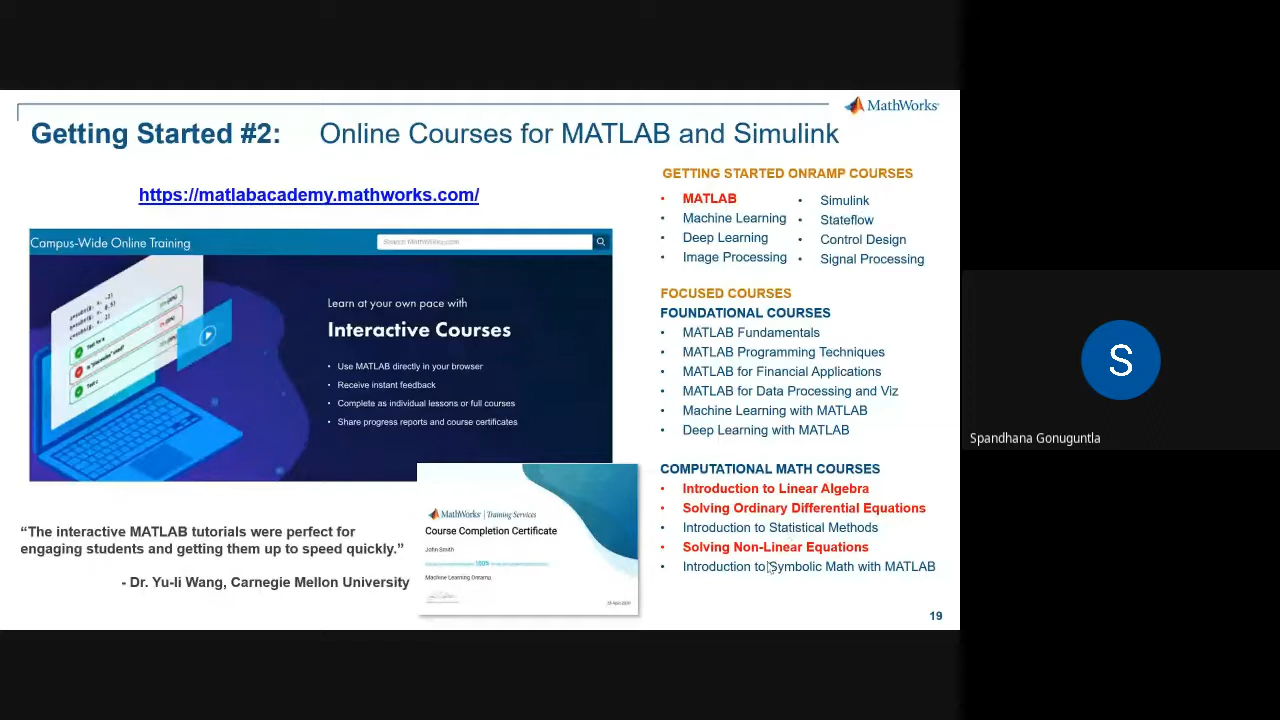 MathWorks®
Getting Started #2: Online Courses for MATLAB and Simulink
https://matlabacademy.mathworks.com/
Campus-Wide Online Training
Search MathWorks.com
Learn at your own pace with
Interactive Courses
• Use MATLAB directly in your browser
• Receive instant feedback
• Complete as individual lessons or full courses
• Share progress reports and course certificates
MathWorks® | Training Services
Course Completion Certificate
John Smith
100%
Machine Learning Onramp
“The interactive MATLAB tutorials were perfect for
engaging students and getting them up to speed quickly.”
- Dr. Yu-li Wang, Carnegie Mellon University
GETTING STARTED ONRAMP COURSES
• MATLAB
• Machine Learning
• Deep Learning
• Image Processing
• Simulink
• Stateflow
• Control Design
• Signal Processing
FOCUSED COURSES
FOUNDATIONAL COURSES
• MATLAB Fundamentals
• MATLAB Programming Techniques
• MATLAB for Financial Applications
• MATLAB for Data Processing and Viz
• Machine Learning with MATLAB
• Deep Learning with MATLAB
COMPUTATIONAL MATH COURSES
• Introduction to Linear Algebra
• Solving Ordinary Differential Equations
• Introduction to Statistical Methods
• Solving Non-Linear Equations
• Introduction to Symbolic Math with MATLAB
19
S
Spandhana Gonuguntla